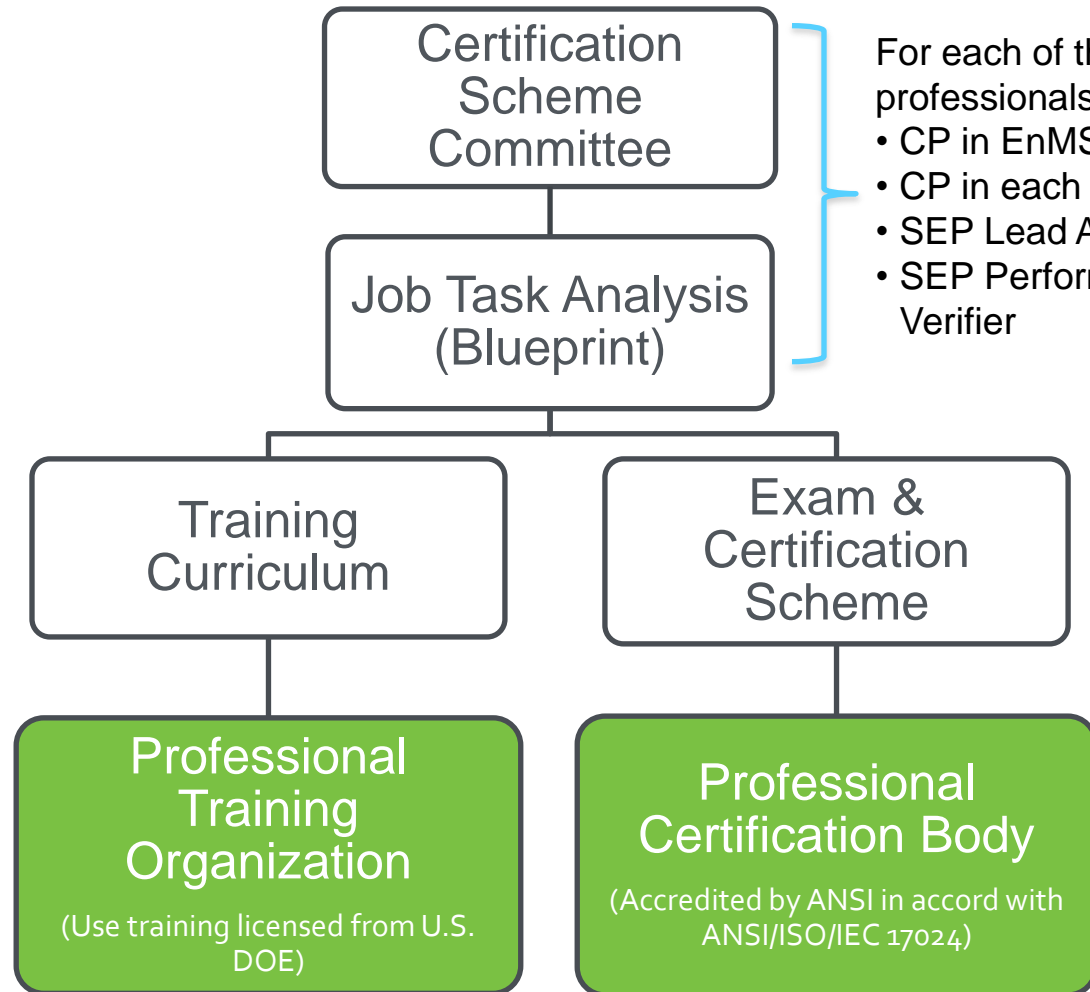 Certification
Scheme
Committee
For each of th
professionals
• CP in EnMS
• CP in each
• SEP Lead A
• SEP Perforr
Verifier
Job Task Analysis
(Blueprint)
Training
Curriculum
Exam &
Certification
Scheme
Professional
Training
Organization
(Use training licensed from U.S.
DOE)
Professional
Certification Body
(Accredited by ANSI in accord with
ANSI/ISO/IEC 17024)